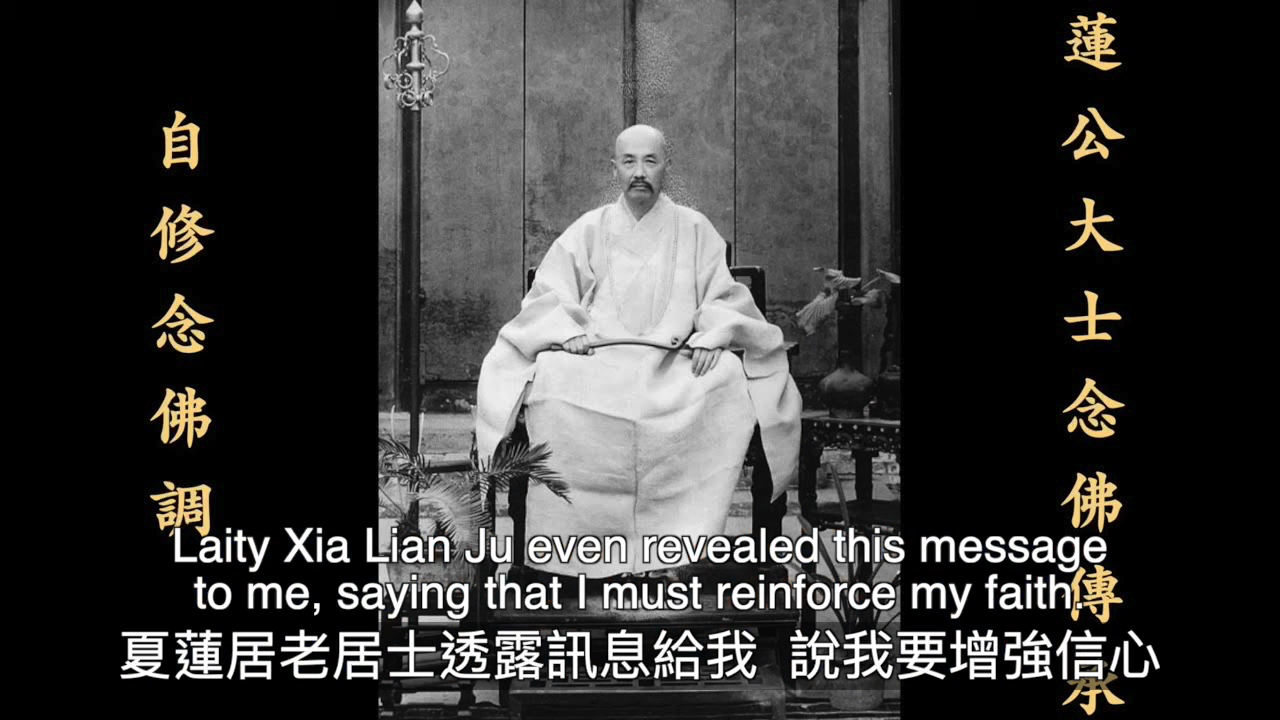 蓮公大士念佛傳承
自修念佛調
Laity Xia Lian Ju even revealed this message
to me, saying that I must reinforce my faith.
夏蓮居老居士透露訊息給我 說我要增強信心